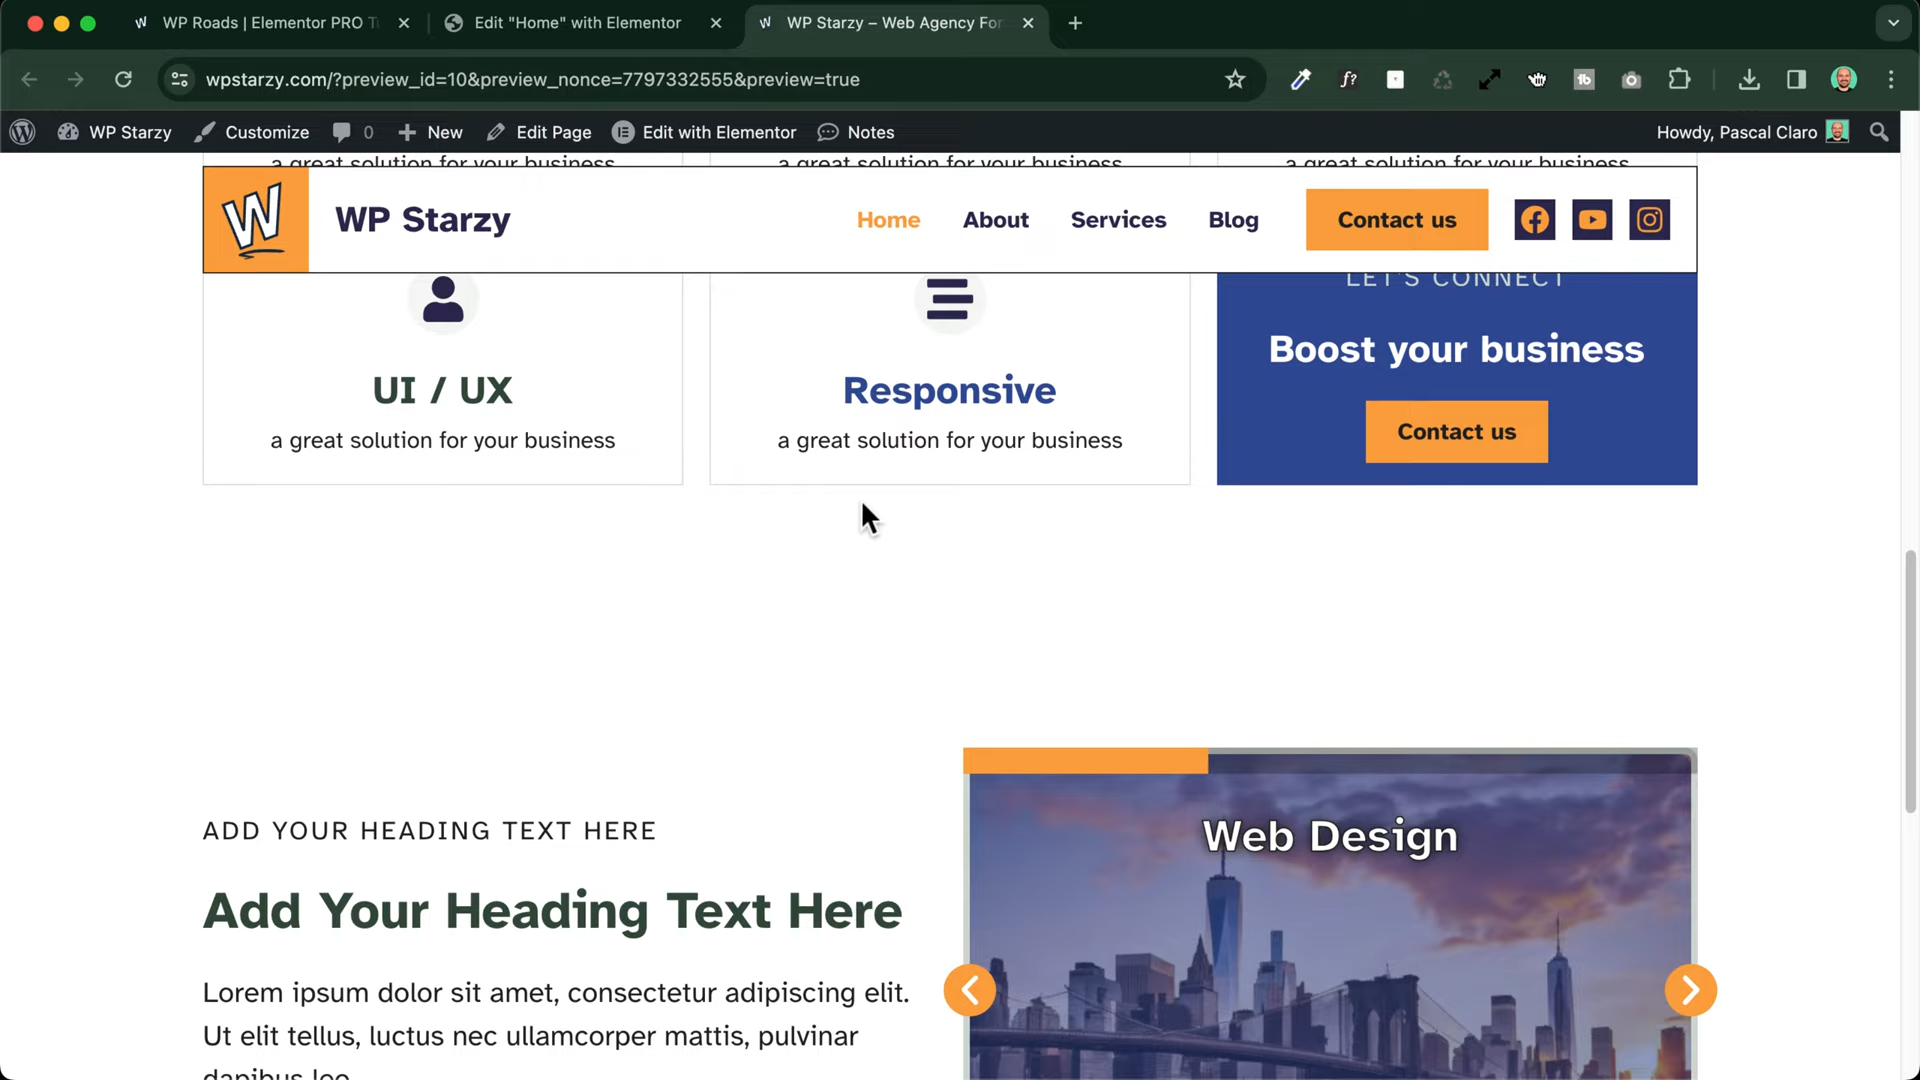 WP Roads | Elementor PRO T
Edit "Home" with Elementor
WP Starzy – Web Agency For
wpstarzy.com/?preview_id=10&preview_nonce=7797332555&preview=true
f?
tb
WP Starzy
Customize
0
New
Edit Page
Edit with Elementor
Notes
Howdy, Pascal Claro
a great solution for your business
a great solution for your business
a great solution for your business
W
WP Starzy
Home
About
Services
Blog
Contact us
LET'S CONNECT
UI / UX
a great solution for your business
Responsive
a great solution for your business
Boost your business
Contact us
ADD YOUR HEADING TEXT HERE
Add Your Heading Text Here
Lorem ipsum dolor sit amet, consectetur adipiscing elit.
Ut elit tellus, luctus nec ullamcorper mattis, pulvinar
dapibus leo.
Web Design